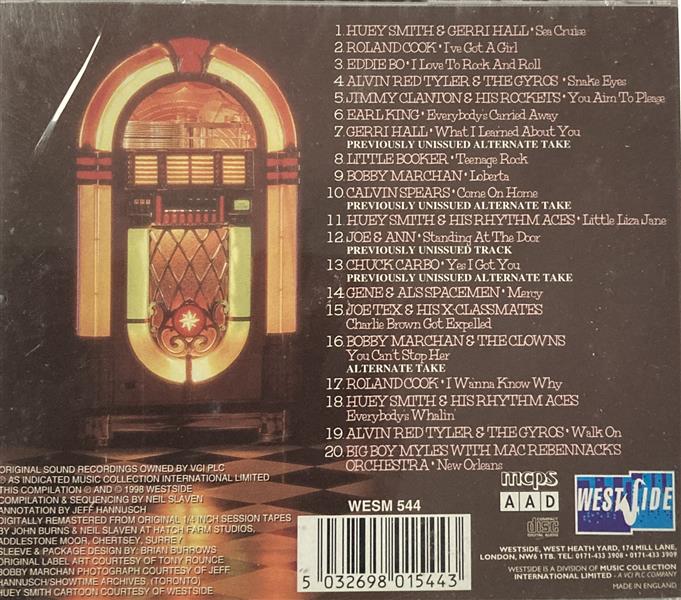 1 HUEY SMITH & GERRI HALL • Sea Cruise
2 ROLAND COOK • I've Got A Girl
3 EDDIE BO • I Love To Rock And Roll
4 ALVIN RED TYLER & THE GYROS • Snake Eyes
5 JIMMY CLANTON & HIS ROCKETS • You Aim To Please
6 EARL KING • Everybody's Carried Away
7 GERRI HALL • What I Learned About You
PREVIOUSLY UNISSUED ALTERNATE TAKE
8 LITTLE BOOKER • Teenage Rock
9 BOBBY MARCHAN • Loberta
10 CALVIN SPEARS • Come On Home
PREVIOUSLY UNISSUED ALTERNATE TAKE
11 HUEY SMITH & HIS RHYTHM ACES • Little Liza Jane
12 JOE & ANN • Standing At The Door
PREVIOUSLY UNISSUED TRACK
13 CHUCK CARBO • Yes I Got You
PREVIOUSLY UNISSUED ALTERNATE TAKE
14 GENE & AL'S SPACEMEN • Mercy
15 JOE TEX & HIS X-CLASSMATES
Charlie Brown Got Expelled
16 BOBBY MARCHAN & THE CLOWNS
You Can't Stop Her
ALTERNATE TAKE
17 ROLAND COOK • I Wanna Know Why
18 HUEY SMITH & HIS RHYTHM ACES
Everybody's Whalin'
19 ALVIN RED TYLER & THE GYROS • Walk On
20 BIG BOY MYLES WITH MAC REBENNACK'S
ORCHESTRA • New Orleans
ORIGINAL SOUND RECORDINGS OWNED BY VCI PLC
℗ AS INDICATED MUSIC COLLECTION INTERNATIONAL LIMITED
THIS COMPILATION ℗ AND © 1998 WESTSIDE
COMPILATION & SEQUENCING BY NEIL SLAVEN
ANNOTATION BY JEFF HANNUSCH
DIGITALLY REMASTERED FROM ORIGINAL 1/4 INCH SESSION TAPES
BY JOHN BURNS & NEIL SLAVEN AT HATCH FARM STUDIOS,
ADDLESTONE MOOR, CHERTSEY, SURREY
SLEEVE & PACKAGE DESIGN BY: BRIAN BURROWS
ORIGINAL LABEL ART COURTESY OF TONY ROUNCE
BOBBY MARCHAN PHOTOGRAPH COURTESY OF JEFF
HANNUSCH/SHOWTIME ARCHIVES. (TORONTO)
HUEY SMITH CARTOON COURTESY OF WESTSIDE
WESM 544
5 032698 015443
mcps
AAD
COMPACT
disc
DIGITAL AUDIO
WESTSIDE
WESTSIDE, WEST HEATH YARD, 174 MILL LANE,
LONDON, NW6 1TB. TEL: 0171-433 3908 • 0171-433 3909
WESTSIDE IS A DIVISION OF MUSIC COLLECTION
INTERNATIONAL LIMITED - A VCI PLC COMPANY
MADE IN ENGLAND